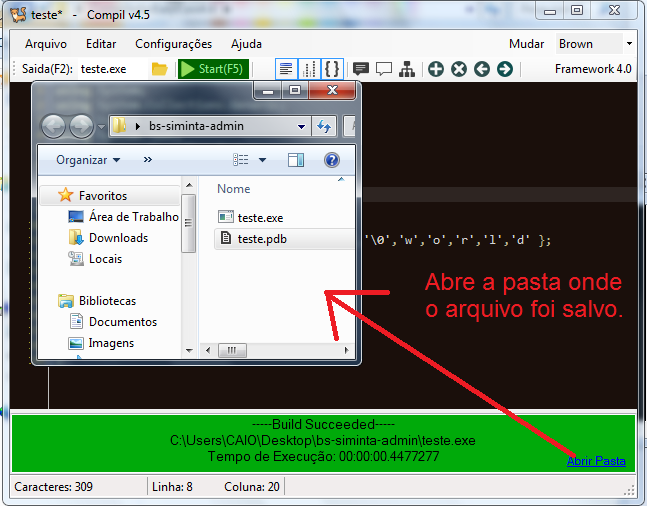 teste* - Compil v4.5
Arquivo Editar Configurações Ajuda Mudar Brown
Saida(F2): teste.exe Start(F5) Framework 4.0
bs-siminta-admin
Organizar »
Favoritos
Área de Trabalho
Downloads
Locais
Bibliotecas
Documentos
Imagens
Nome
teste.exe
teste.pdb
'\0','w','o','r','l','d' };
Abre a pasta onde
o arquivo foi salvo.
-----Build Succeeded-----
C:\Users\CAIO\Desktop\bs-siminta-admin\teste.exe
Tempo de Execução: 00:00:00.4477277
Abrir Pasta
Caracteres: 309 Linha: 8 Coluna: 20